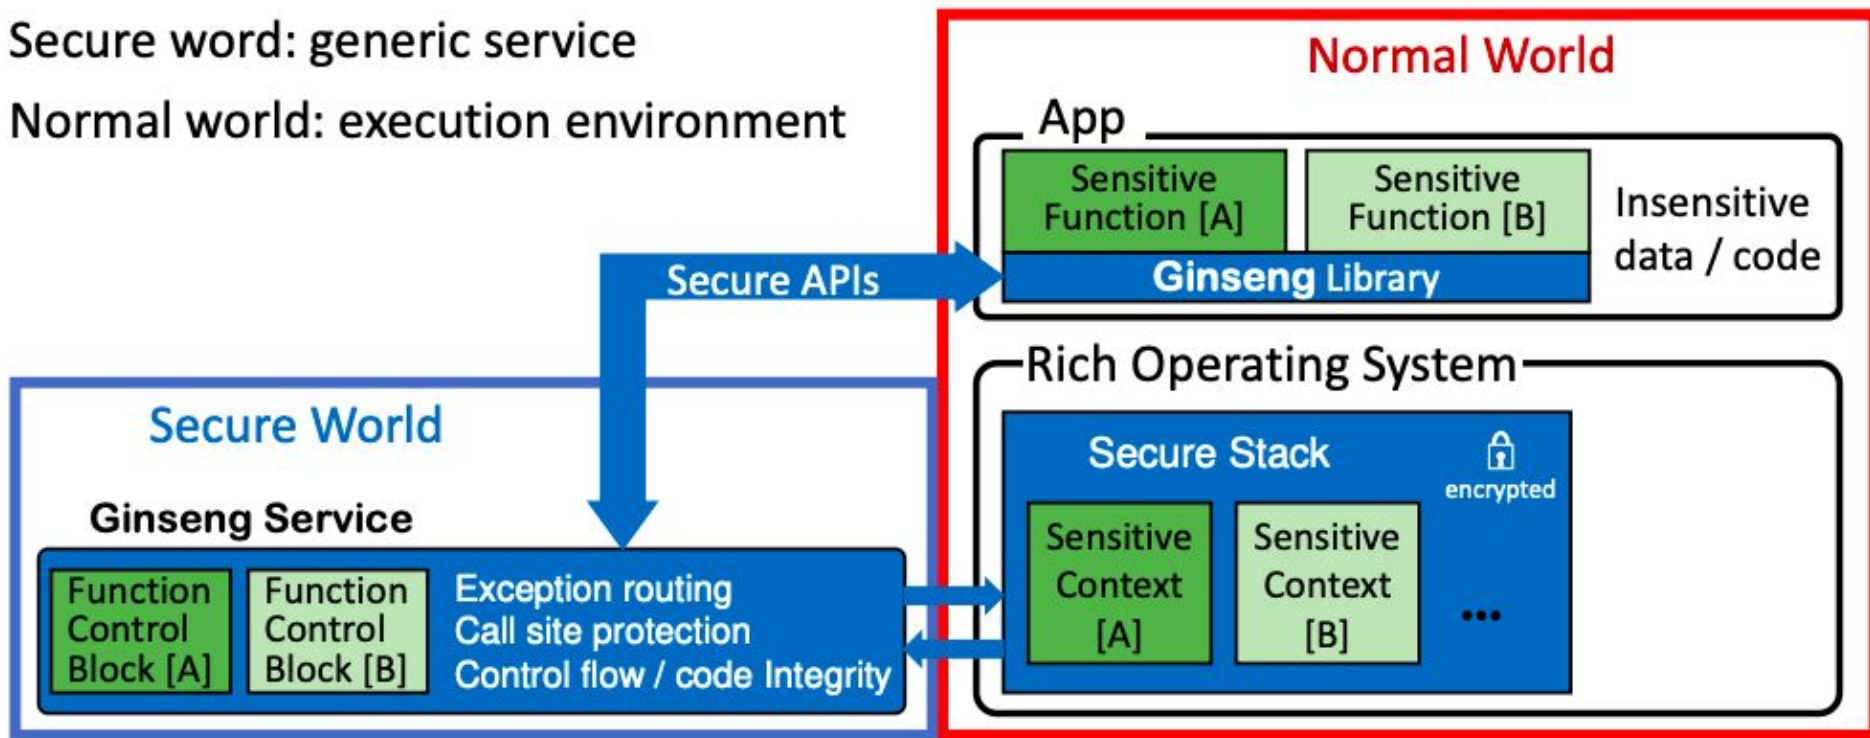 Secure word: generic service
Normal world: execution environment
Normal World
App
Sensitive
Function [A]
Sensitive
Function [B]
Insensitive
data / code
Ginseng Library
Secure APIs
Rich Operating System
Secure Stack
encrypted
Sensitive
Context
[A]
Sensitive
Context
[B]
...
Secure World
Ginseng Service
Function
Control
Block [A]
Function
Control
Block [B]
Exception routing
Call site protection
Control flow / code Integrity